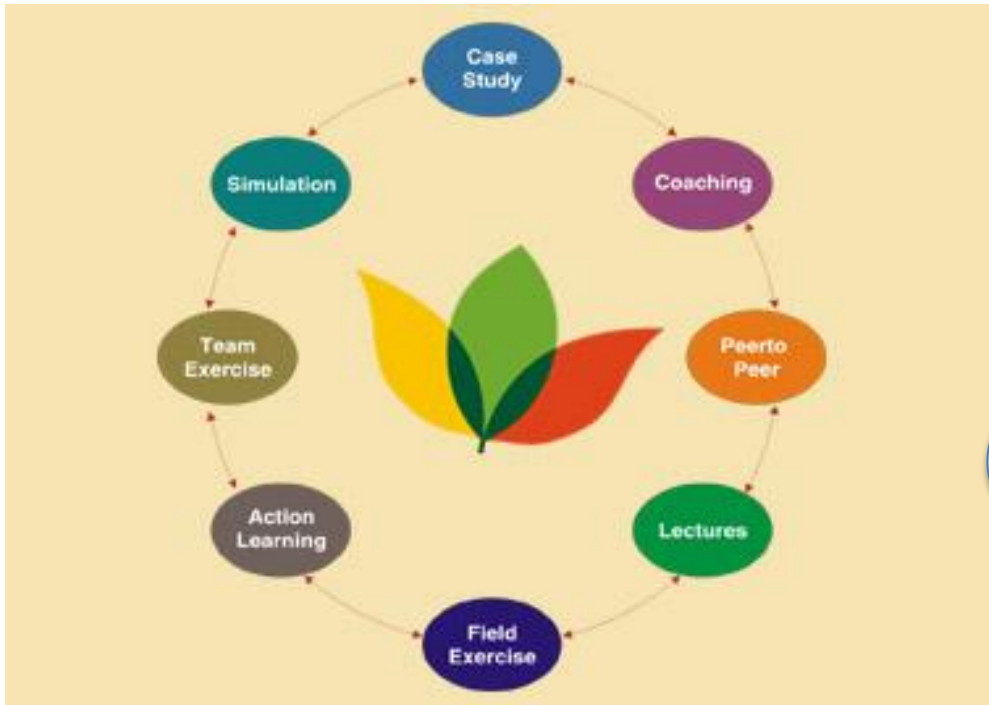 Case
Study
Coaching
Peerto
Peer
Lectures
Field
Exercise
Action
Learning
Team
Exercise
Simulation